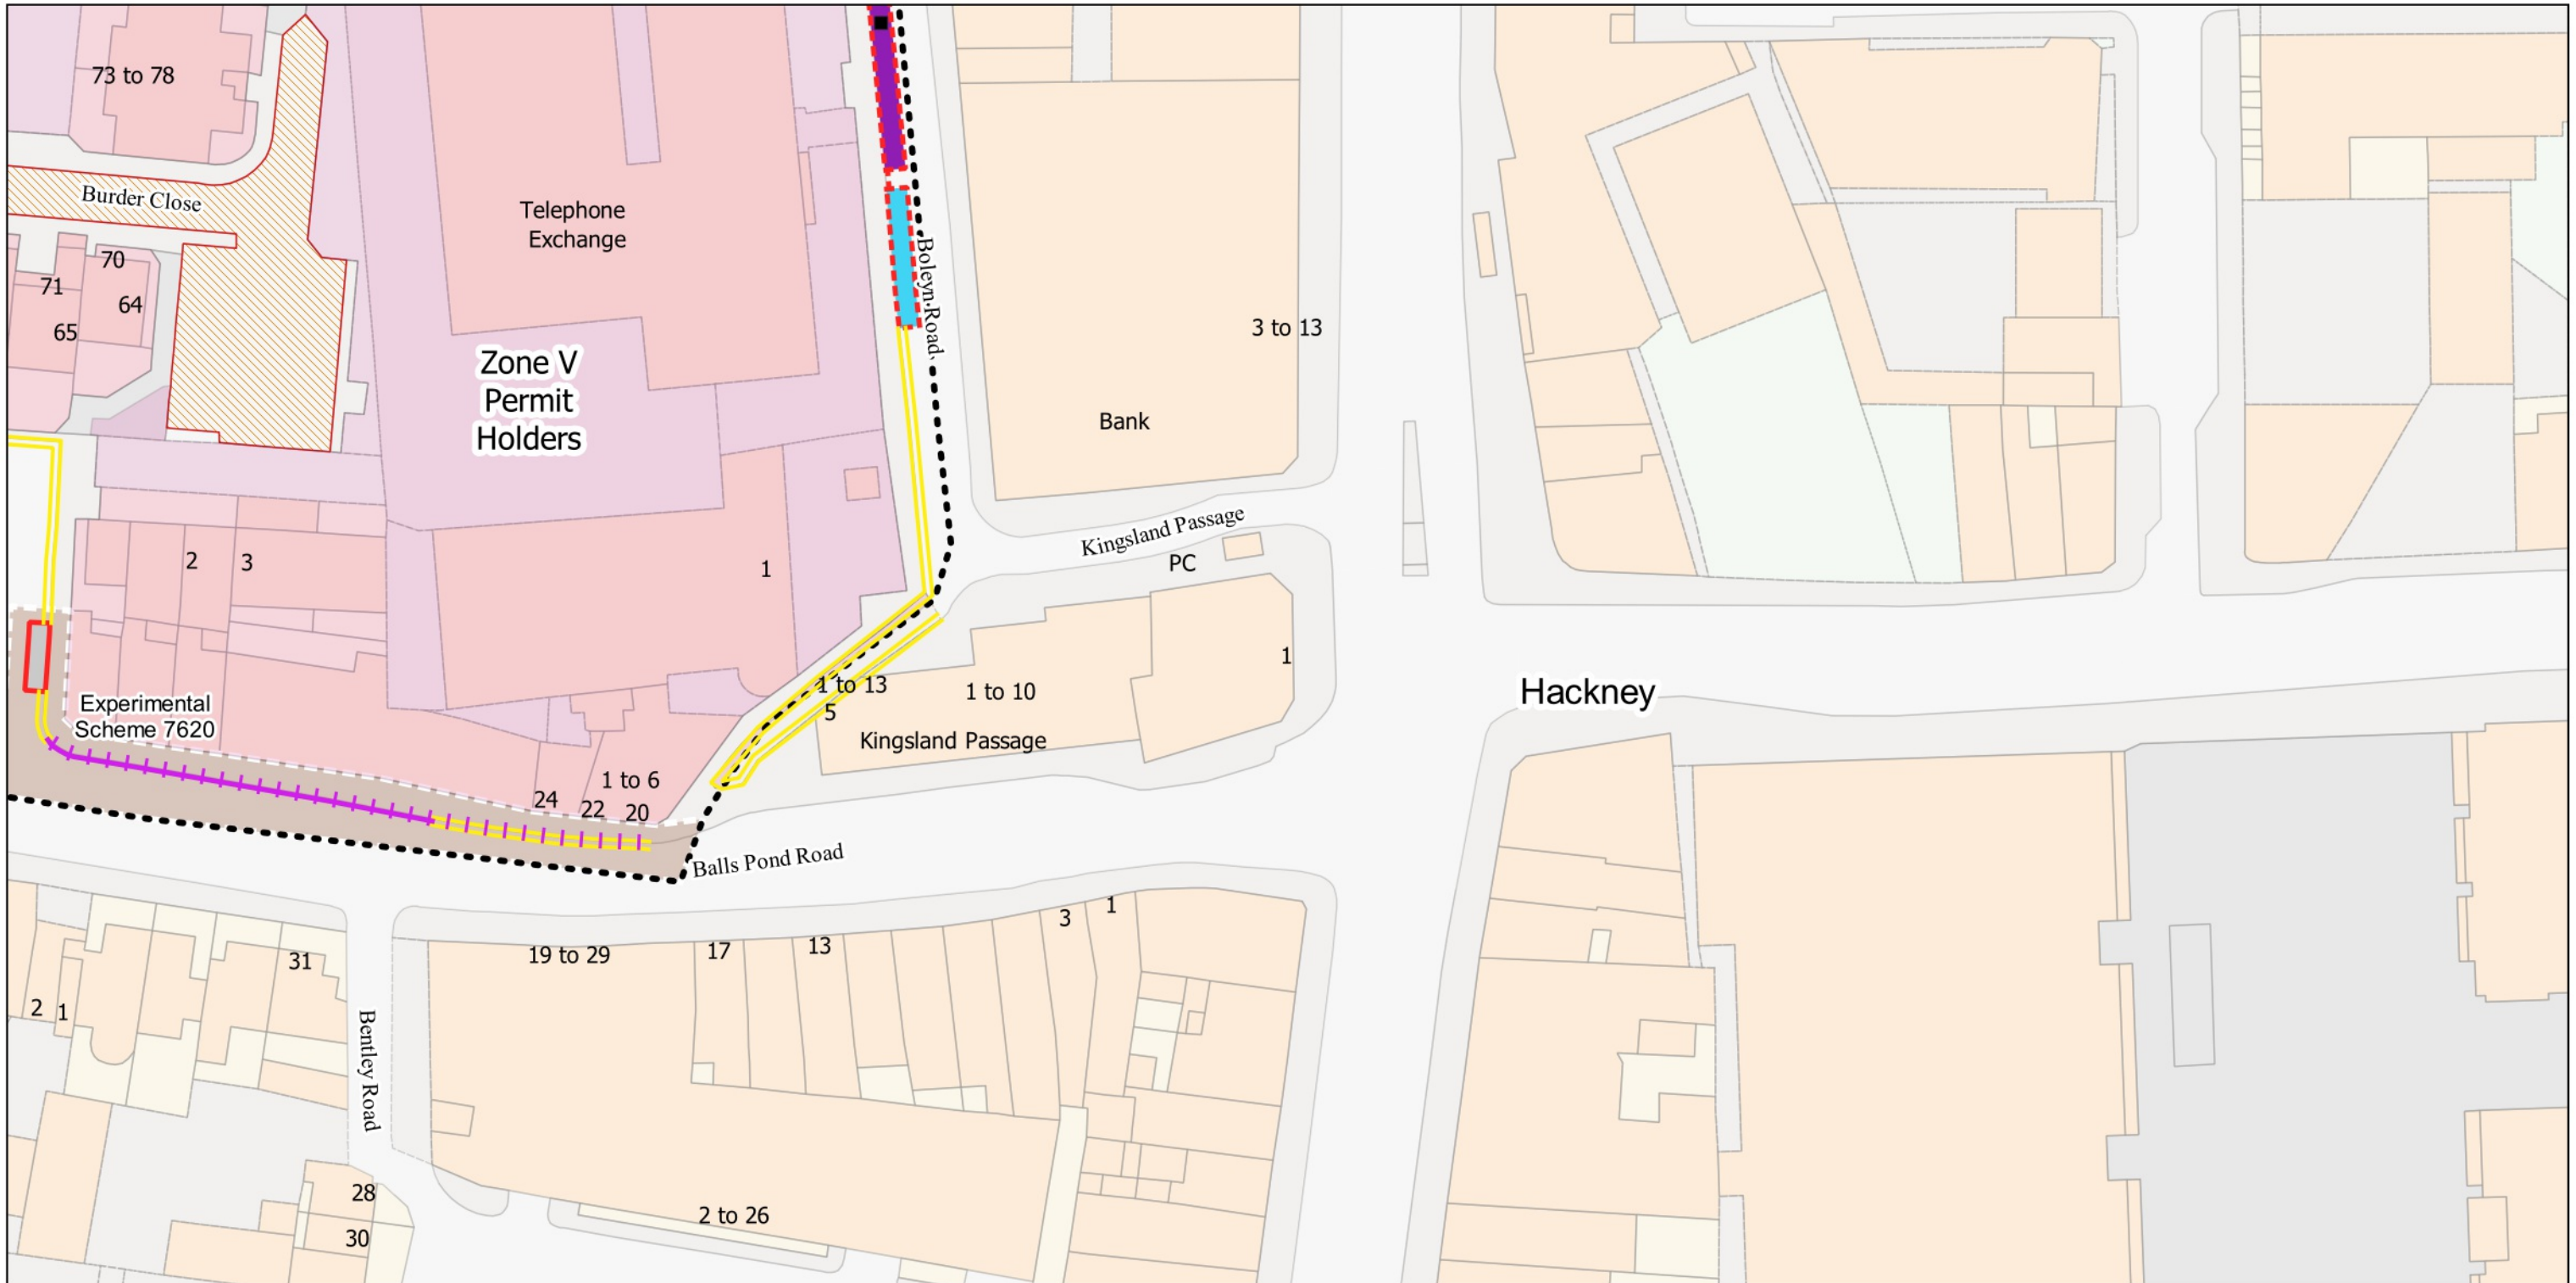 73 to 78
Burder Close
Telephone
Exchange
Boleyn Road
70
71
64
65
3 to 13
Zone V
Permit
Holders
Bank
Kingsland Passage
PC
2
3
1
1
1 to 13
1 to 10
5
Hackney
Experimental
Scheme 7620
Kingsland Passage
1 to 6
24
22
20
Balls Pond Road
3
1
31
19 to 29
17
13
2
1
Bentley Road
28
30
2 to 26